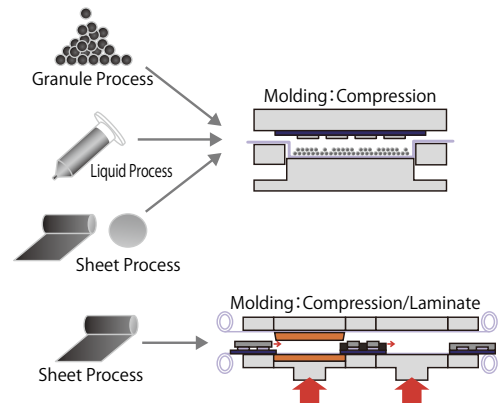 Granule Process
Molding：Compression
Liquid Process
Sheet Process
Molding：Compression/Laminate
Sheet Process